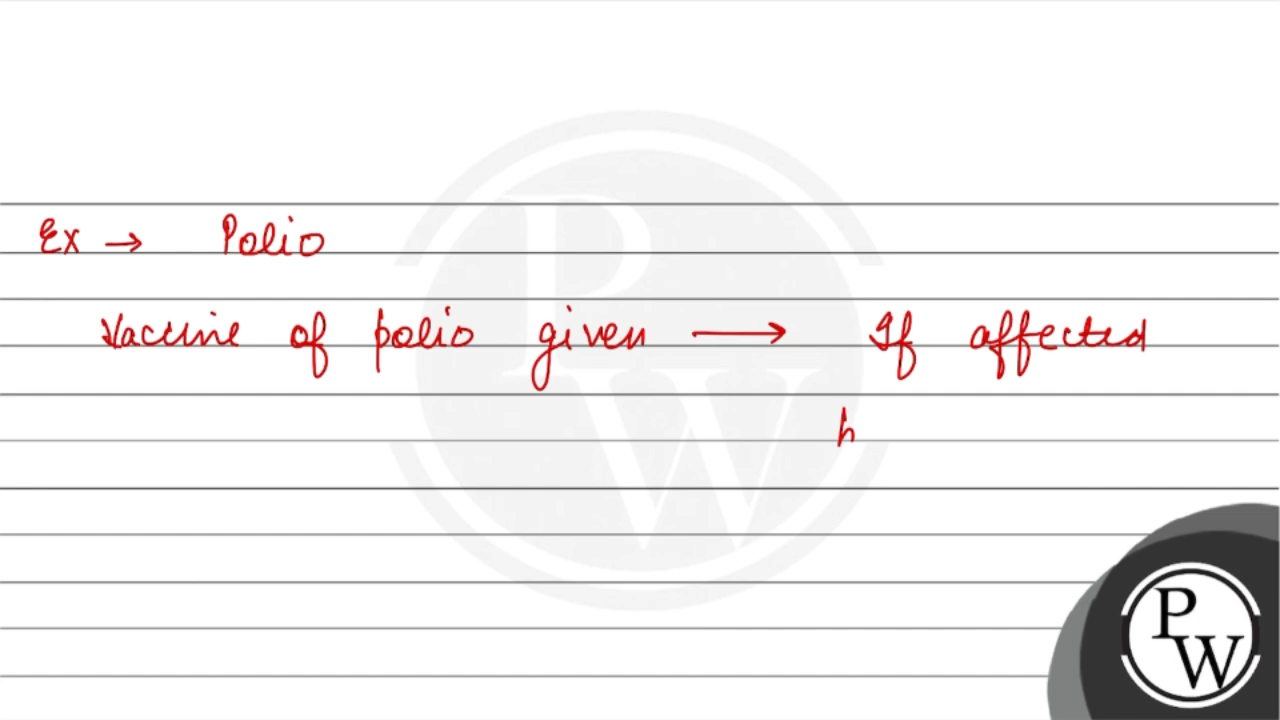 Ex → Polio
Vaccine of polio given → If affected
h
P
W
P
W